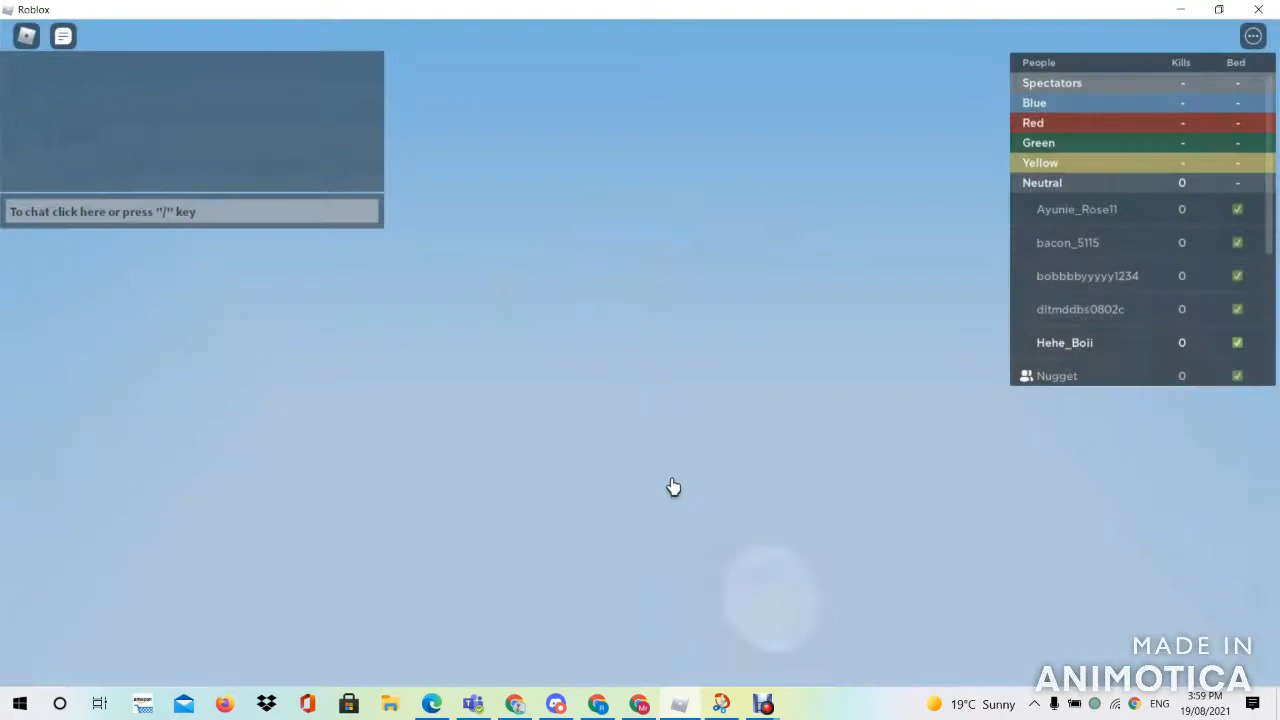 Roblox
To chat click here or press "/" key
People Kills Bed
Spectators - -
Blue - -
Red - -
Green - -
Yellow - -
Neutral 0 -
Ayunie_Rose11 0
bacon_5115 0
bobbbbyyyyy1234 0
dltmddbs0802c 0
Hehe_Boii 0
Nugget 0
MADE IN
ANIMOTICA
amazon
19°C Sunny
ENG
3:59 PM
19/08/2021